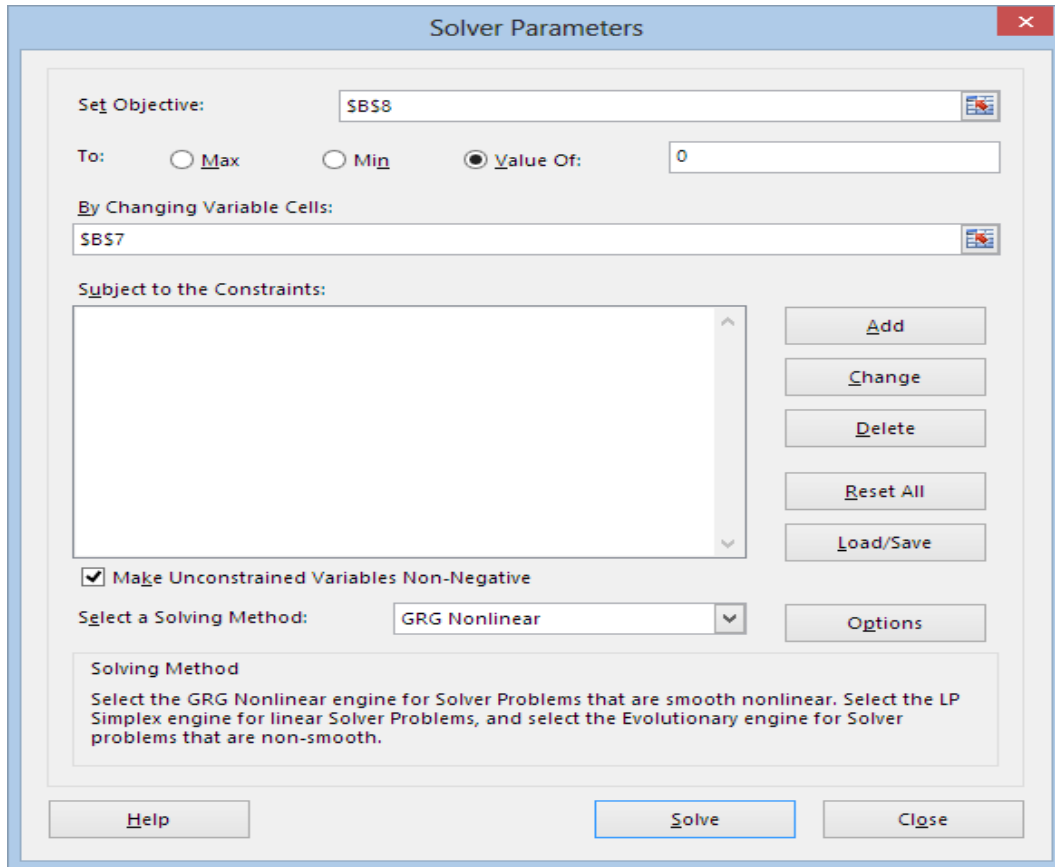 Solver Parameters
Set Objective: $B$8
To: Max Min Value Of: 0
By Changing Variable Cells:
$B$7
Subject to the Constraints:
Add
Change
Delete
Reset All
Load/Save
Make Unconstrained Variables Non-Negative
Select a Solving Method: GRG Nonlinear Options
Solving Method
Select the GRG Nonlinear engine for Solver Problems that are smooth nonlinear. Select the LP
Simplex engine for linear Solver Problems, and select the Evolutionary engine for Solver
problems that are non-smooth.
Help Solve Close